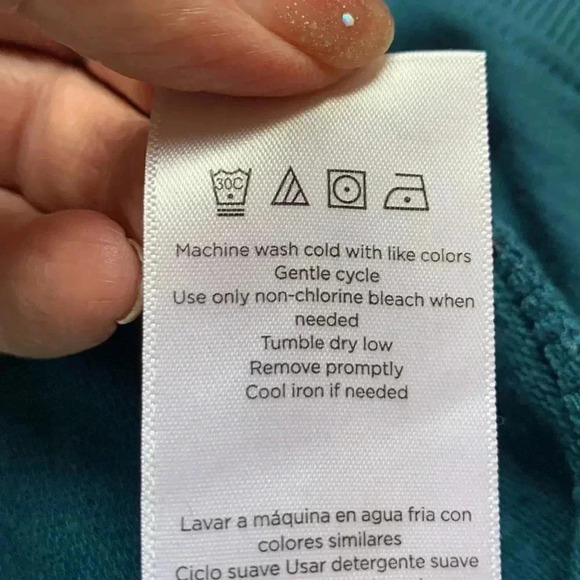 30C
Machine wash cold with like colors
Gentle cycle
Use only non-chlorine bleach when
needed
Tumble dry low
Remove promptly
Cool iron if needed
Lavar a máquina en agua fria con
colores similares
Ciclo suave Usar detergente suave